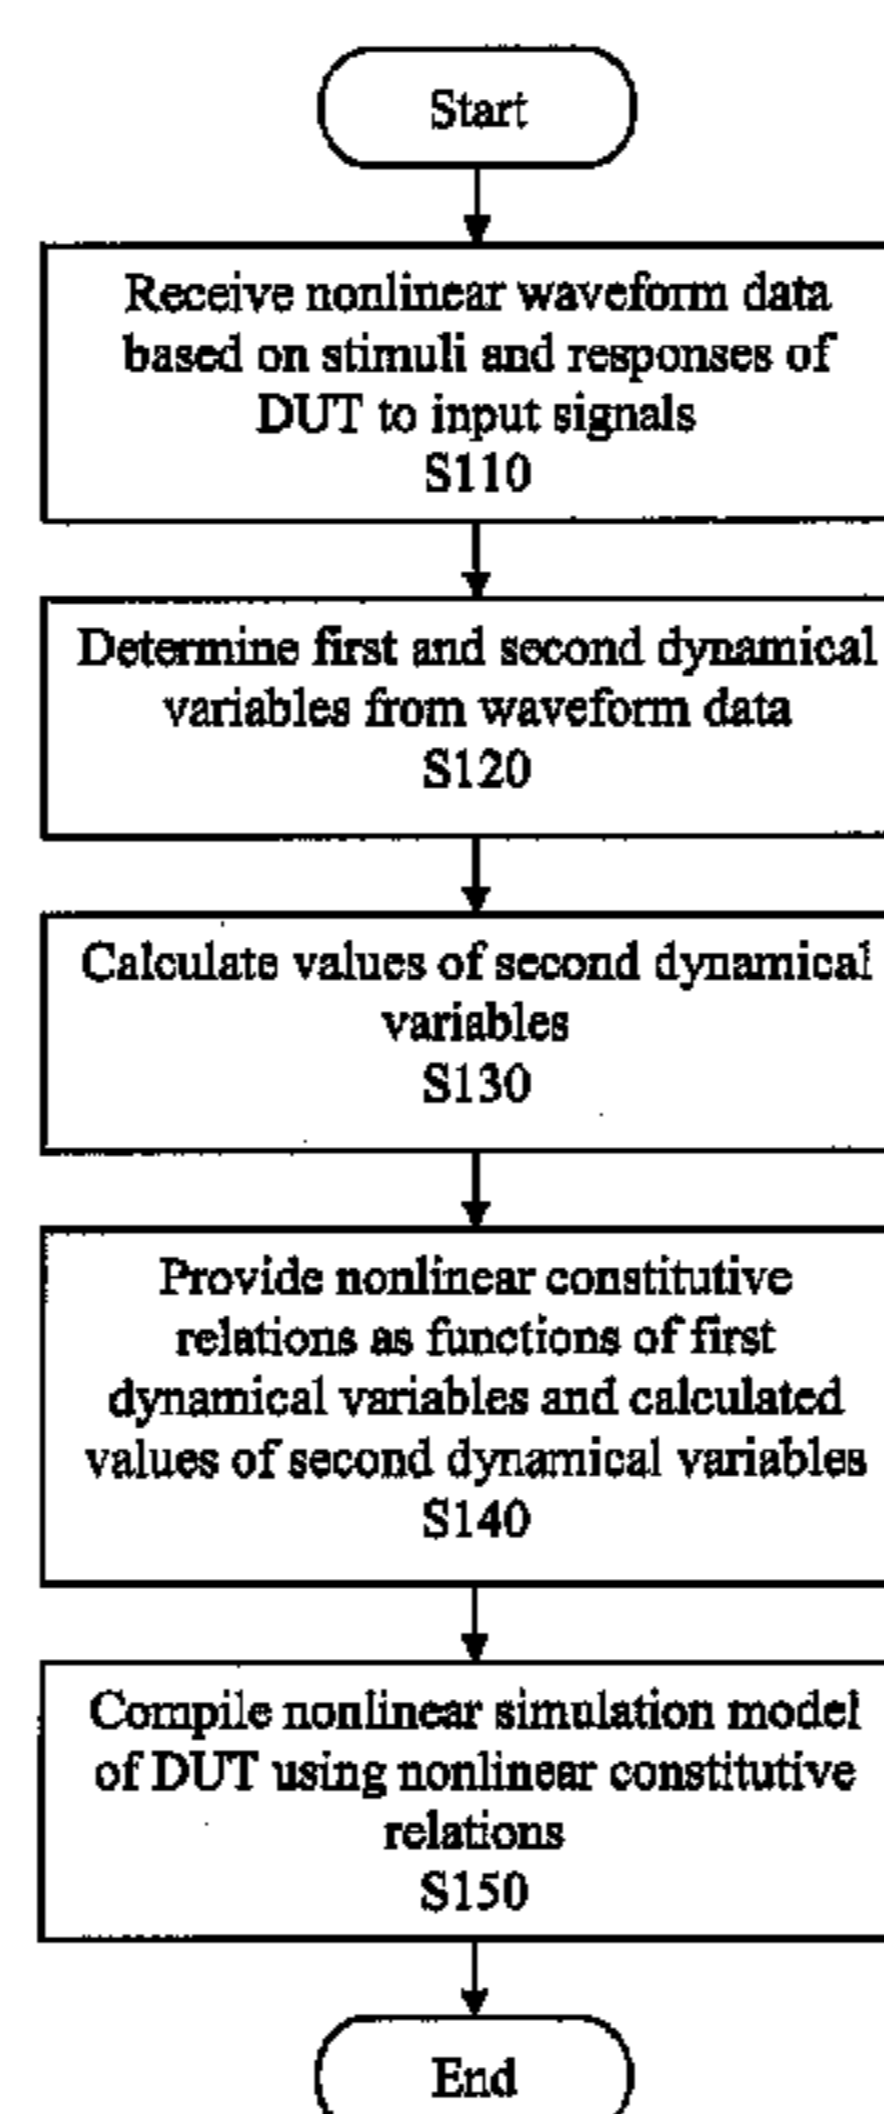 Start
Receive nonlinear waveform data
based on stimuli and responses of
DUT to input signals
S110
Determine first and second dynamical
variables from waveform data
S120
Calculate values of second dynamical
variables
S130
Provide nonlinear constitutive
relations as functions of first
dynamical variables and calculated
values of second dynamical variables
S140
Compile nonlinear simulation model
of DUT using nonlinear constitutive
relations
S150
End